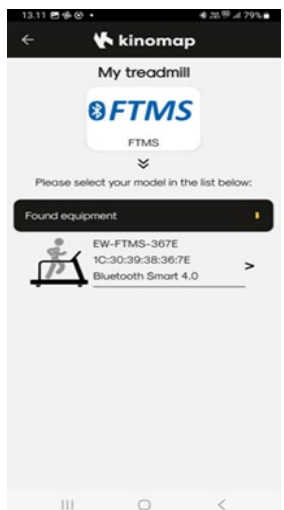 13.11 79%
kinomap
My treadmill
FTMS
FTMS
Please select your model in the list below:
Found equipment
EW-FTMS-367E
1C:30:39:38:36:7E
Bluetooth Smart 4.0